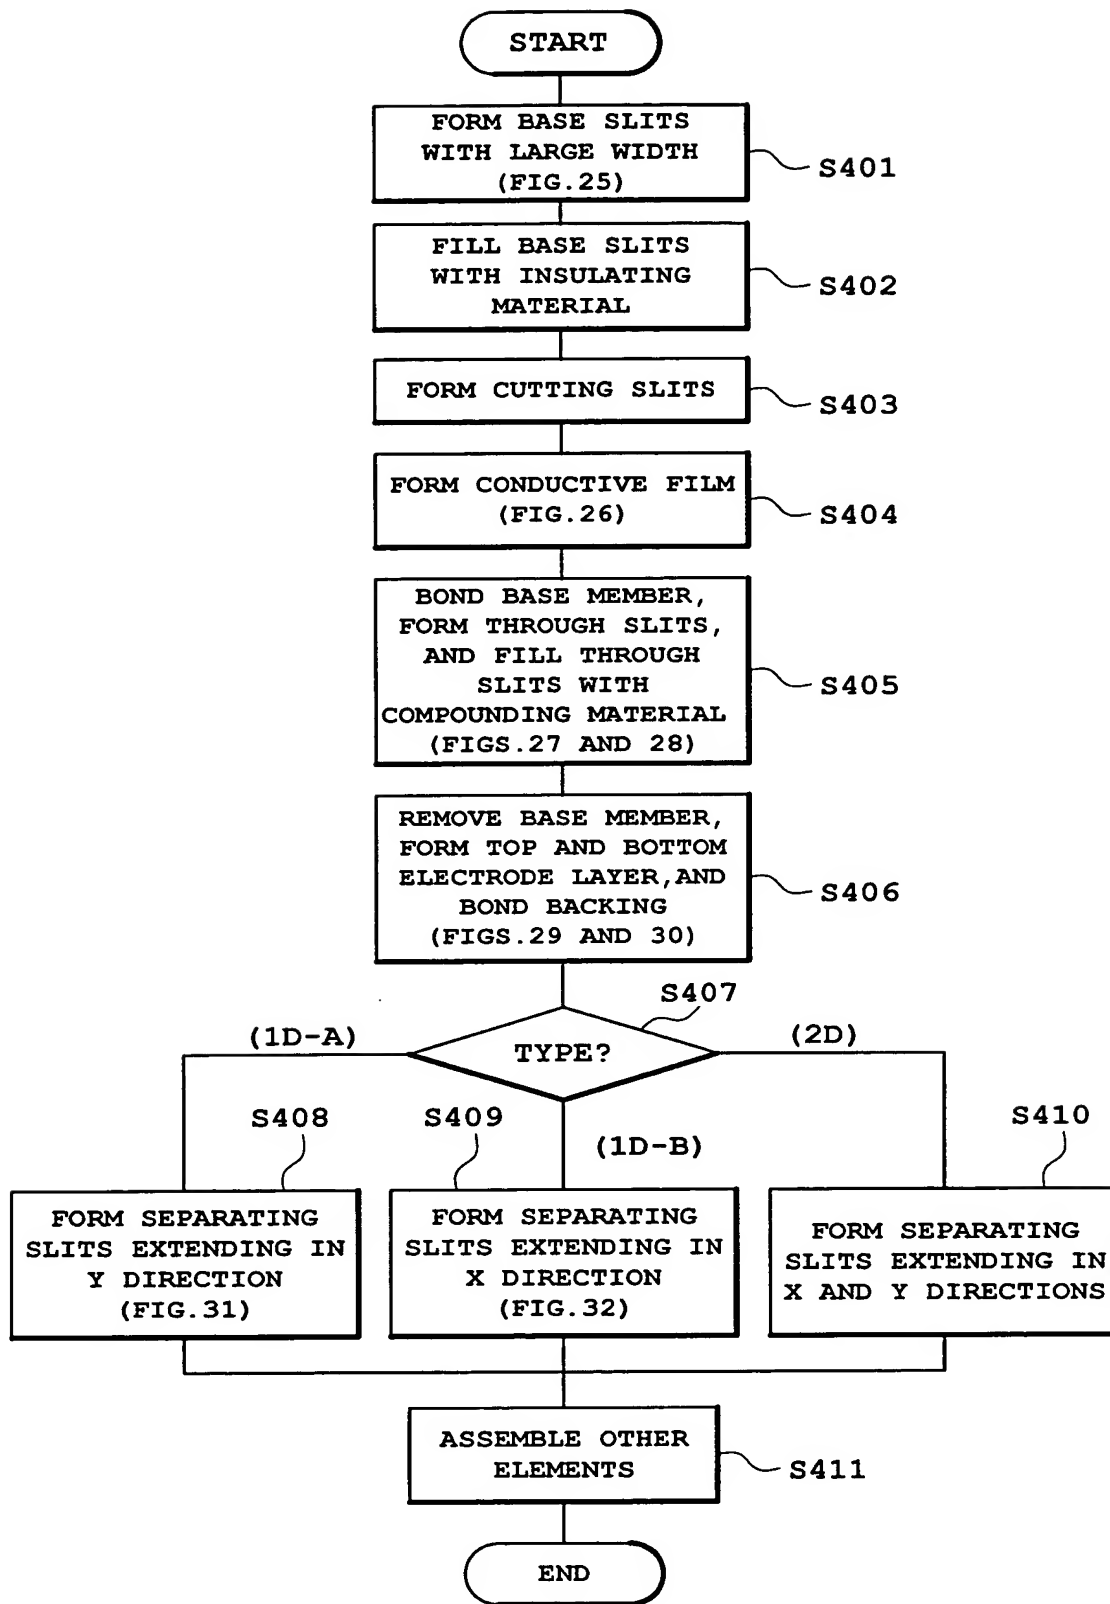 START
FORM BASE SLITS
WITH LARGE WIDTH
(FIG.25)
S401
FILL BASE SLITS
WITH INSULATING
MATERIAL
S402
FORM CUTTING SLITS
S403
FORM CONDUCTIVE FILM
(FIG.26)
S404
BOND BASE MEMBER,
FORM THROUGH SLITS,
AND FILL THROUGH
SLITS WITH
COMPOUNDING MATERIAL
(FIGS.27 AND 28)
S405
REMOVE BASE MEMBER,
FORM TOP AND BOTTOM
ELECTRODE LAYER,AND
BOND BACKING
(FIGS.29 AND 30)
S406
S407
TYPE?
(1D-A)
(2D)
(1D-B)
S408
FORM SEPARATING
SLITS EXTENDING IN
Y DIRECTION
(FIG.31)
S409
FORM SEPARATING
SLITS EXTENDING IN
X DIRECTION
(FIG.32)
S410
FORM SEPARATING
SLITS EXTENDING IN
X AND Y DIRECTIONS
ASSEMBLE OTHER
ELEMENTS
S411
END